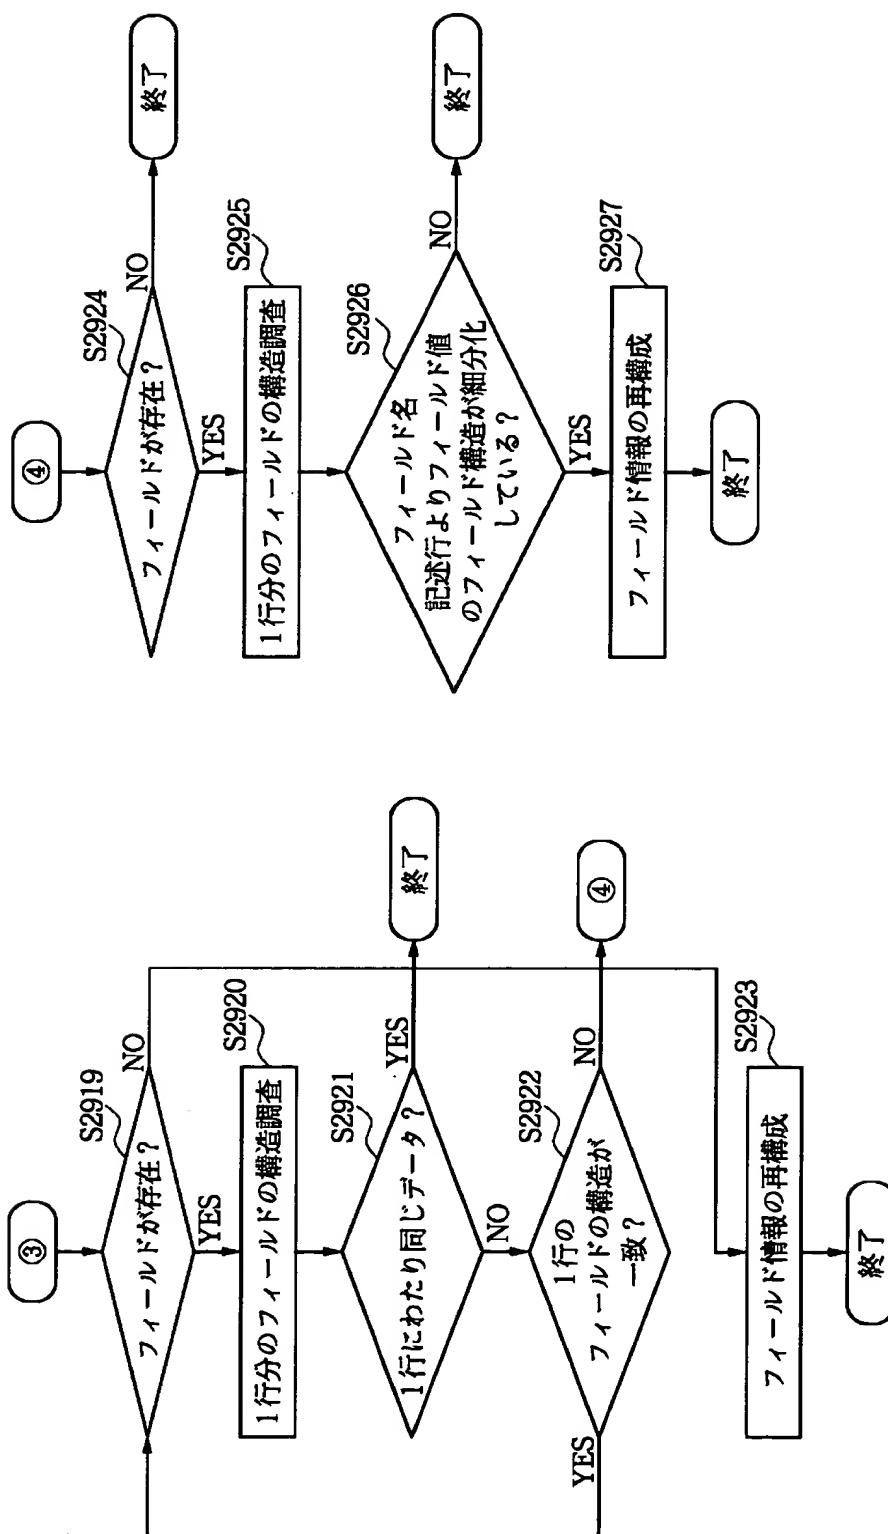 ③
S2919
フィールドが存在？
NO
YES
S2920
1行分のフィールドの構造調査
S2921
1行にわたり同じデータ？
YES
終了
NO
S2922
1行の
フィールドの構造が
一致？
NO
④
YES
S2923
フィールド情報の再構成
終了
④
S2924
フィールドが存在？
NO
終了
YES
S2925
1行分のフィールドの構造調査
S2926
フィールド名
記述行よりフィールド値
のフィールド構造が細分化
している？
NO
終了
YES
S2927
フィールド情報の再構成
終了